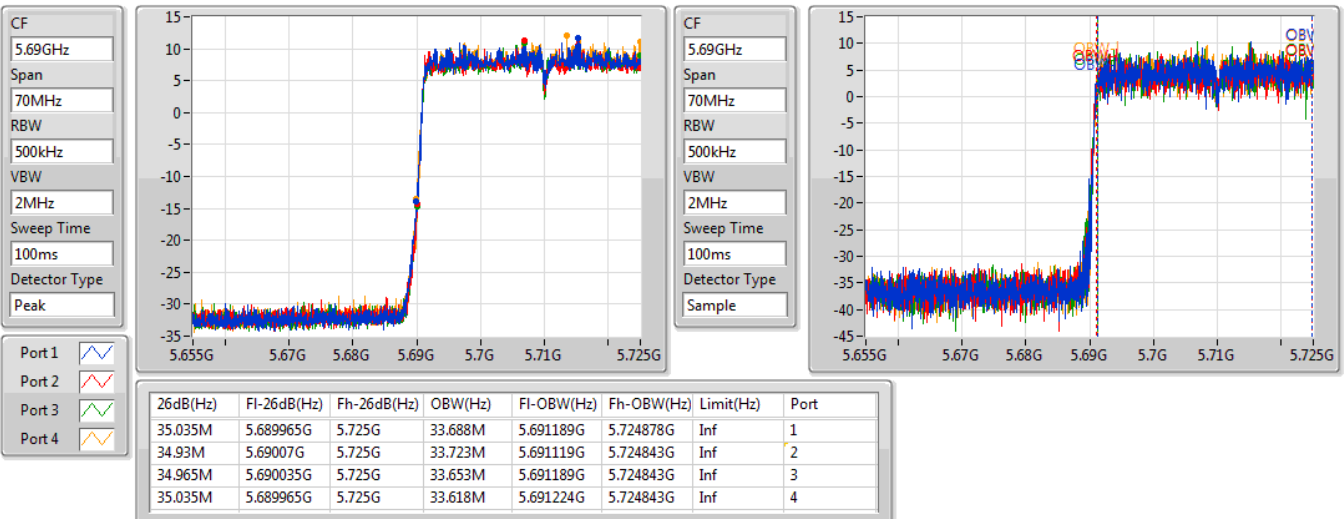 CF
5.69GHz
Span
70MHz
RBW
500kHz
VBW
2MHz
Sweep Time
100ms
Detector Type
Peak
15
10
5
0
-5
-10
-15
-20
-25
-30
-35
5.655G 5.67G 5.68G 5.69G 5.7G 5.71G 5.725G
CF
5.69GHz
Span
70MHz
RBW
500kHz
VBW
2MHz
Sweep Time
100ms
Detector Type
Sample
15
10
5
0
-5
-10
-15
-20
-25
-30
-35
-40
-45
OBW
OBW
OBW
OBV
OBV
5.655G 5.67G 5.68G 5.69G 5.7G 5.71G 5.725G
Port 1
Port 2
Port 3
Port 4
26dB(Hz) Fl-26dB(Hz) Fh-26dB(Hz) OBW(Hz) Fl-OBW(Hz) Fh-OBW(Hz) Limit(Hz) Port
35.035M 5.689965G 5.725G 33.688M 5.691189G 5.724878G Inf 1
34.93M 5.69007G 5.725G 33.723M 5.691119G 5.724843G Inf 2
34.965M 5.690035G 5.725G 33.653M 5.691189G 5.724843G Inf 3
35.035M 5.689965G 5.725G 33.618M 5.691224G 5.724843G Inf 4